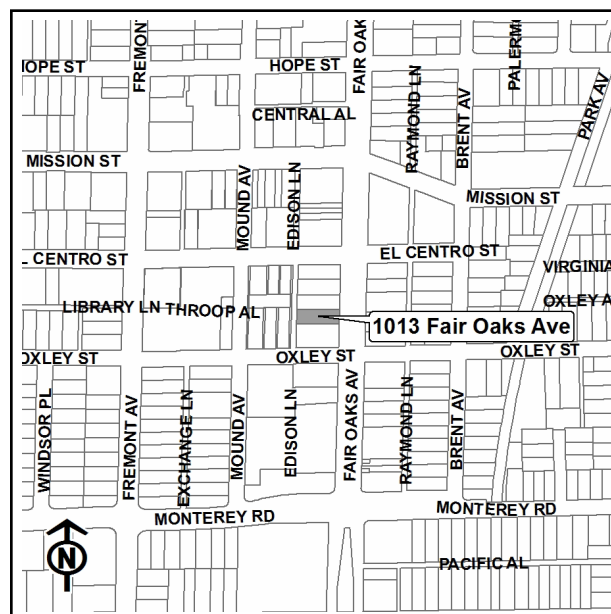 FREMONT
FAIR OAK
PALERM
HOPE ST
HOPE ST
RAYMOND LN
BRENT AV
PARK AV
CENTRAL AL
MISSION ST
MISSION ST
MOUND AV
EDISON LN
L CENTRO ST
EL CENTRO ST
VIRGINIA
LIBRARY LN
THROOP AL
OXLEY A
1013 Fair Oaks Ave
OXLEY ST
OXLEY ST
OXLEY ST
WINDSOR PL
FREMONT AV
EXCHANGE LN
MOUND AV
EDISON LN
FAIR OAKS AV
RAYMOND LN
BRENT AV
MONTEREY RD
MONTEREY RD
N
PACIFIC AL